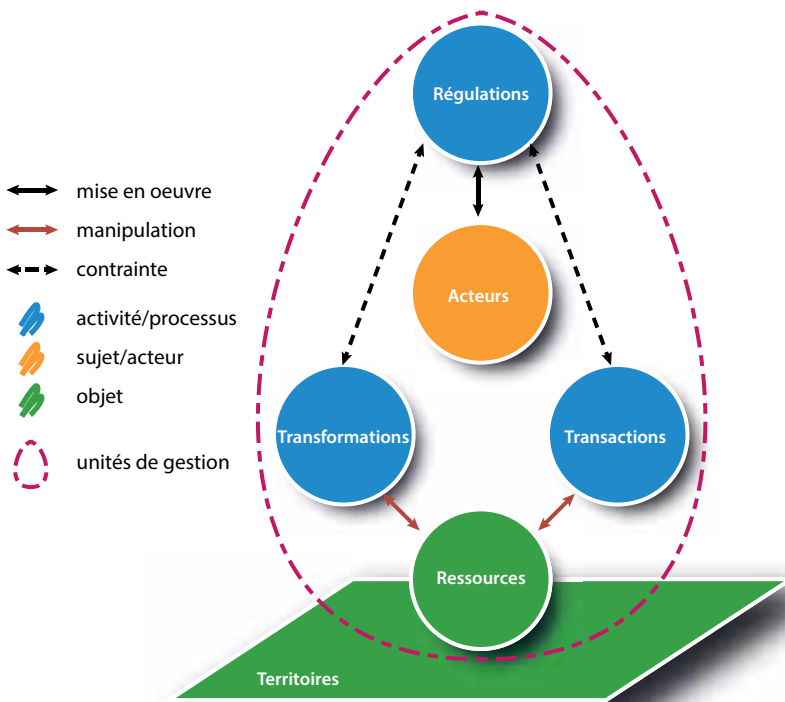 Régulations
mise en oeuvre
manipulation
contrainte
Acteurs
activité/processus
sujet/acteur
objet
Transformations
Transactions
unités de gestion
Ressources
Territoires